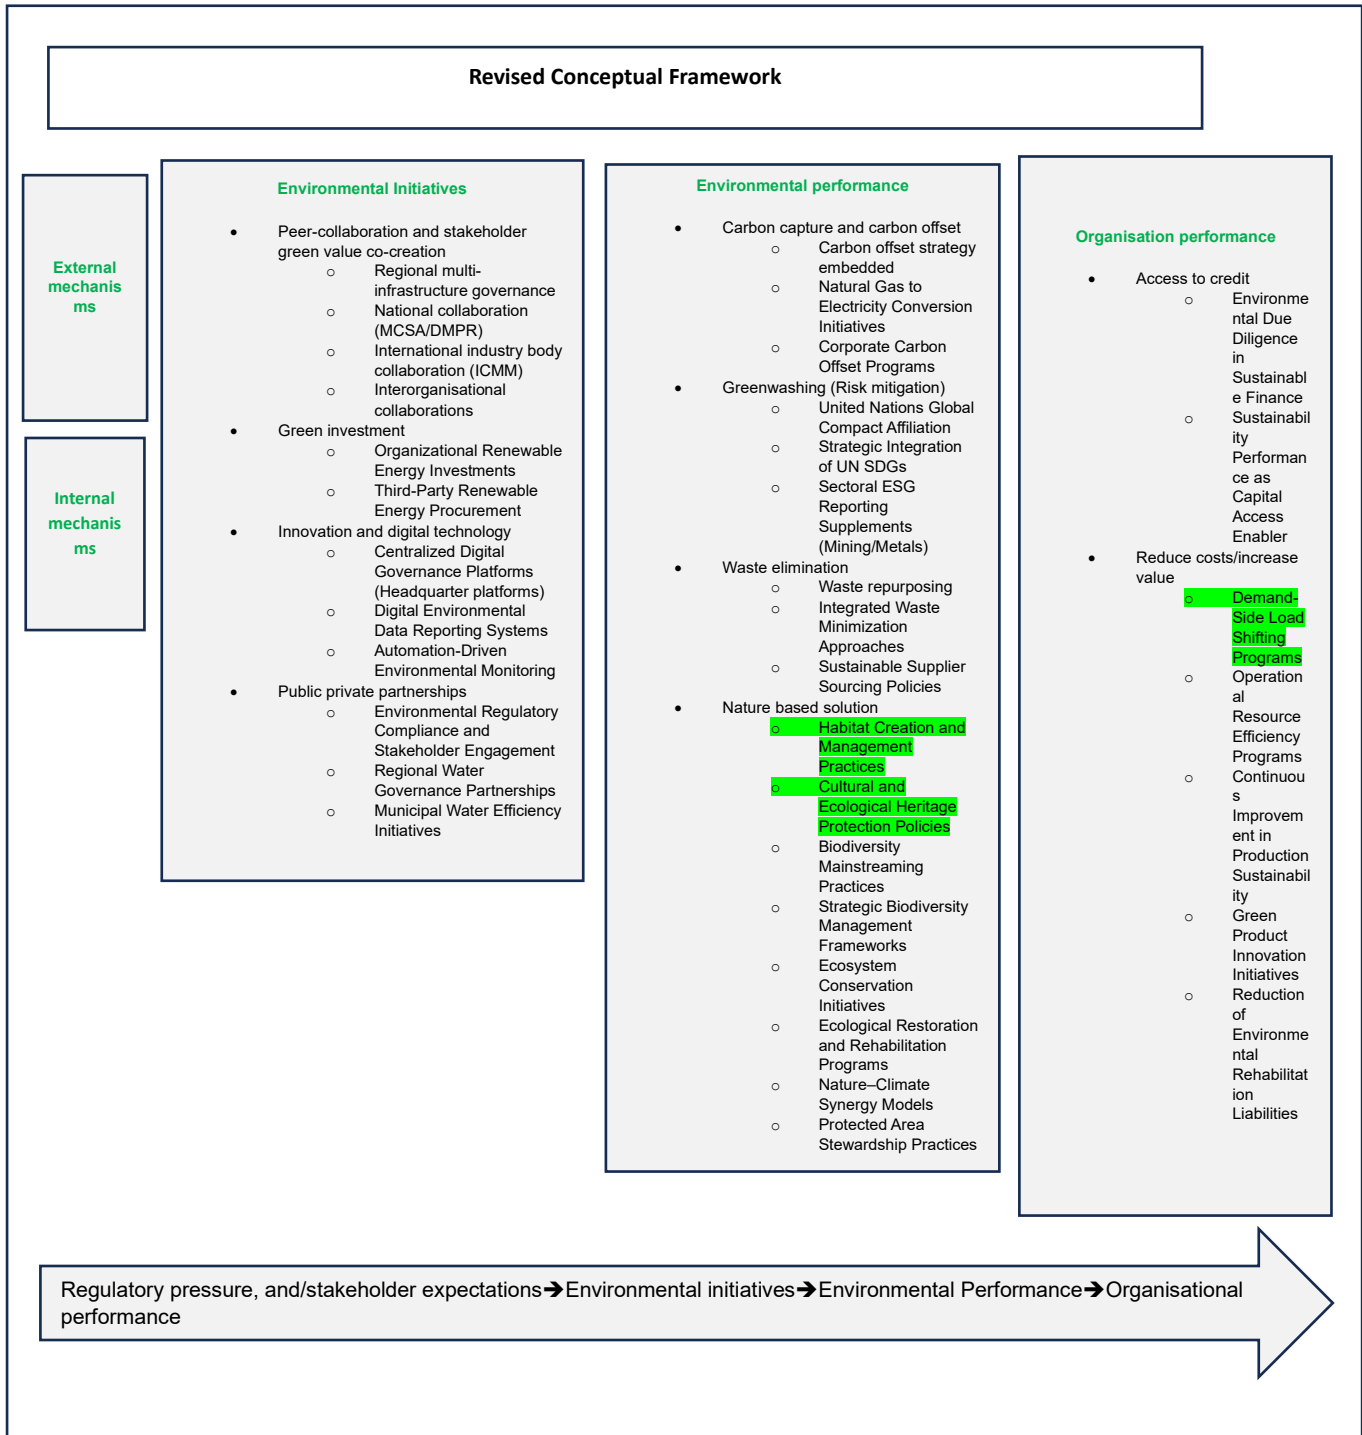 Revised Conceptual Framework
External
mechanis
ms
Internal
mechanis
ms
Environmental Initiatives
• Peer-collaboration and stakeholder
green value co-creation
o Regional multi-
infrastructure governance
o National collaboration
(MCSA/DMPR)
o International industry body
collaboration (ICMM)
o Interorganisational
collaborations
• Green investment
o Organizational Renewable
Energy Investments
o Third-Party Renewable
Energy Procurement
• Innovation and digital technology
o Centralized Digital
Governance Platforms
(Headquarter platforms)
o Digital Environmental
Data Reporting Systems
o Automation-Driven
Environmental Monitoring
• Public private partnerships
o Environmental Regulatory
Compliance and
Stakeholder Engagement
o Regional Water
Governance Partnerships
o Municipal Water Efficiency
Initiatives
Environmental performance
• Carbon capture and carbon offset
o Carbon offset strategy
embedded
o Natural Gas to
Electricity Conversion
Initiatives
o Corporate Carbon
Offset Programs
• Greenwashing (Risk mitigation)
o United Nations Global
Compact Affiliation
o Strategic Integration
of UN SDGs
o Sectoral ESG
Reporting
Supplements
(Mining/Metals)
• Waste elimination
o Waste repurposing
o Integrated Waste
Minimization
Approaches
o Sustainable Supplier
Sourcing Policies
• Nature based solution
o Habitat Creation and
Management
Practices
o Cultural and
Ecological Heritage
Protection Policies
o Biodiversity
Mainstreaming
Practices
o Strategic Biodiversity
Management
Frameworks
o Ecosystem
Conservation
Initiatives
o Ecological Restoration
and Rehabilitation
Programs
o Nature–Climate
Synergy Models
o Protected Area
Stewardship Practices
Organisation performance
• Access to credit
o Environme
ntal Due
Diligence
in
Sustainabl
e Finance
o Sustainabil
ity
Performan
ce as
Capital
Access
Enabler
• Reduce costs/increase
value
o Demand-
Side Load
Shifting
Programs
o Operation
al
Resource
Efficiency
Programs
o Continuou
s
Improvem
ent in
Production
Sustainabil
ity
o Green
Product
Innovation
Initiatives
o Reduction
of
Environme
ntal
Rehabilitat
ion
Liabilities
Regulatory pressure, and/stakeholder expectations➔Environmental initiatives➔Environmental Performance➔Organisational
performance